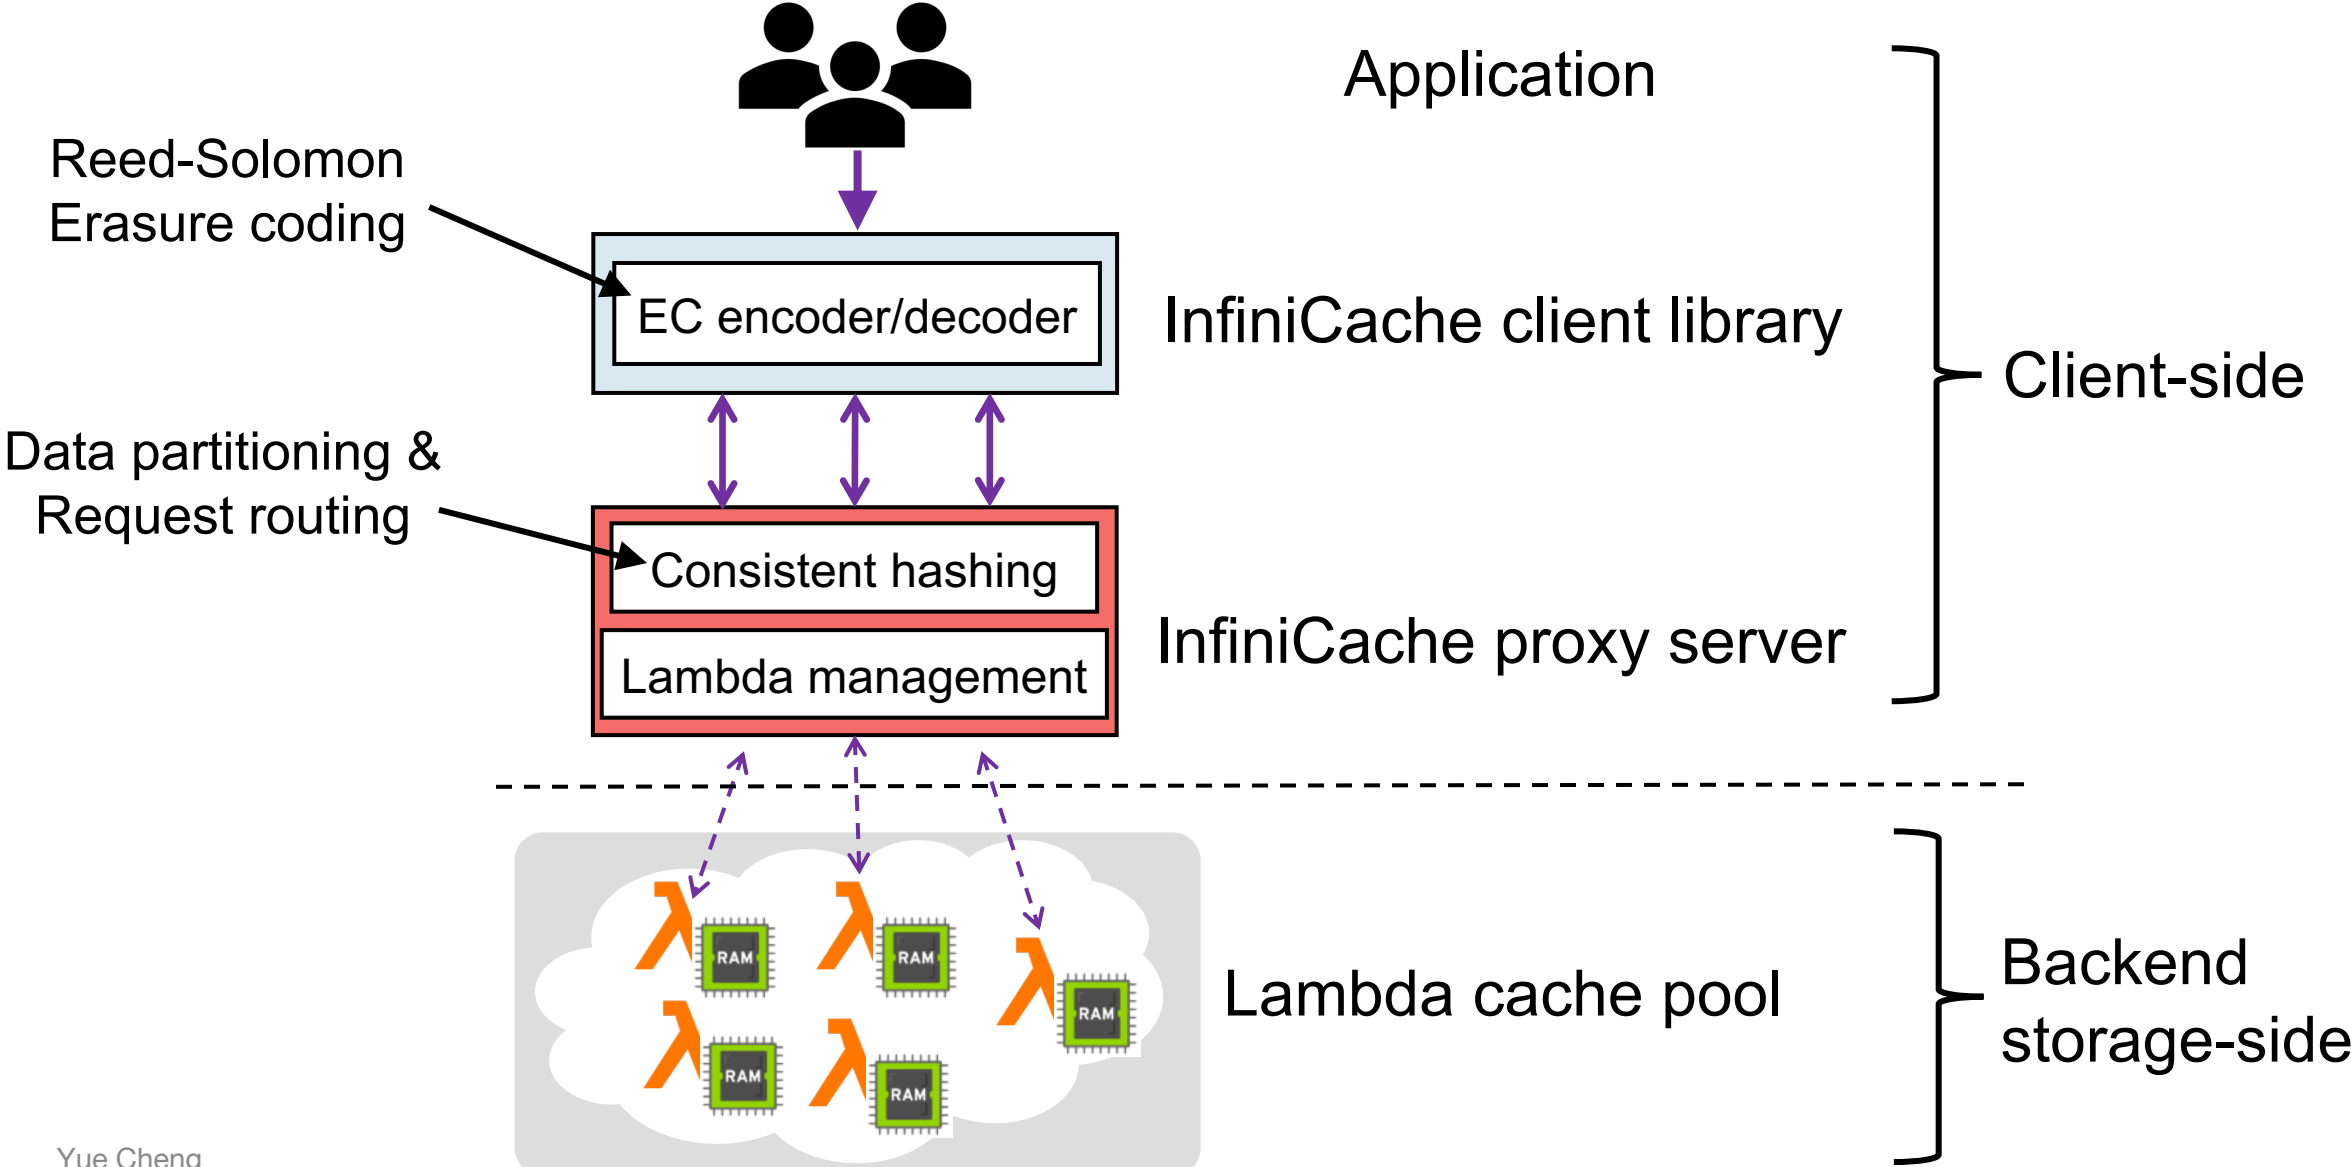 Application
Reed-Solomon
Erasure coding
EC encoder/decoder
InfiniCache client library
Client-side
Data partitioning &
Request routing
Consistent hashing
Lambda management
InfiniCache proxy server
RAM
RAM
RAM
RAM
RAM
Lambda cache pool
Backend
storage-side
Yue Cheng